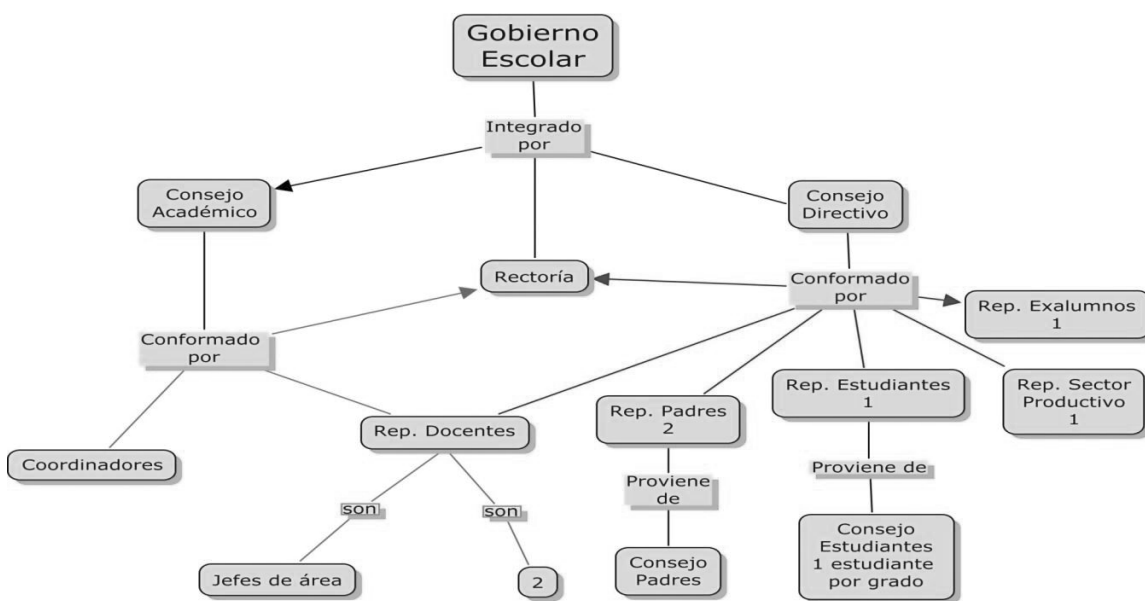 Gobierno
Escolar
Integrado
por
Consejo
Académico
Consejo
Directivo
Rectoría
Conformado
por
Rep. Exalumnos
1
Conformado
por
Rep. Estudiantes
1
Rep. Sector
Productivo
1
Rep. Padres
2
Rep. Docentes
Coordinadores
Proviene de
Proviene
de
son
son
Consejo
Estudiantes
1 estudiante
por grado
Consejo
Padres
Jefes de área
2